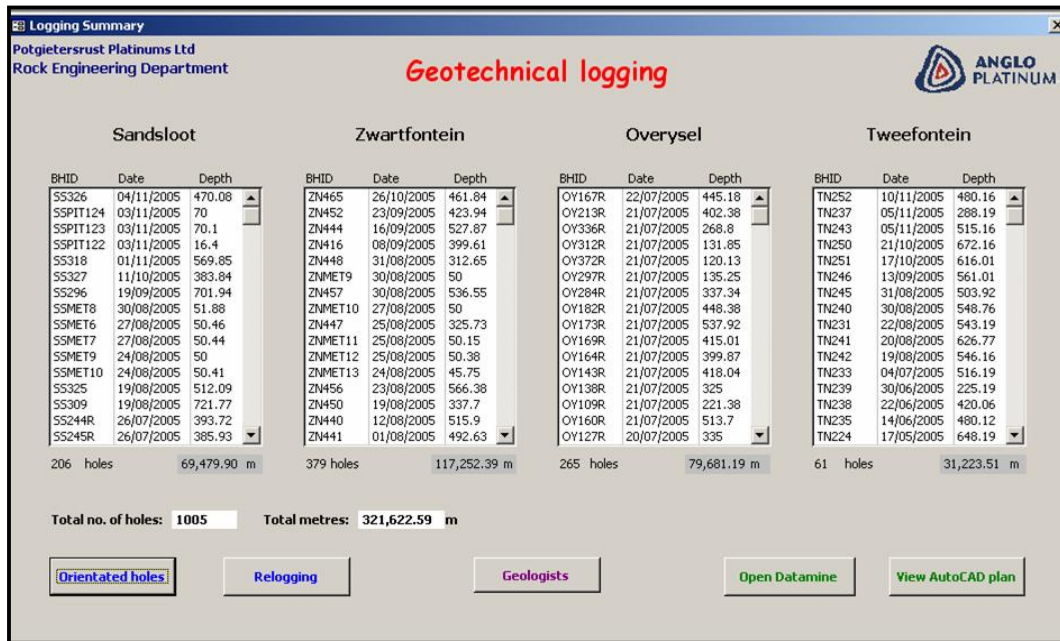 Logging Summary
Potgietersrust Platinums Ltd
Rock Engineering Department
Geotechnical logging
ANGLO
PLATINUM
Sandsloot
BHID Date Depth
SS326 04/11/2005 470.08
SSPIT124 03/11/2005 70
SSPIT123 03/11/2005 70.1
SSPIT122 03/11/2005 16.4
SS318 01/11/2005 569.85
SS327 11/10/2005 383.84
SS296 19/09/2005 701.94
SSMET8 30/08/2005 51.88
SSMET6 27/08/2005 50.46
SSMET7 27/08/2005 50.44
SSMET9 24/08/2005 50
SSMET10 24/08/2005 50.41
SS325 19/08/2005 512.09
SS309 19/08/2005 721.77
SS244R 26/07/2005 393.72
SS245R 26/07/2005 385.93
206 holes 69,479.90 m
Zwartfontein
BHID Date Depth
ZN465 26/10/2005 461.84
ZN452 23/09/2005 423.94
ZN444 16/09/2005 527.87
ZN416 08/09/2005 399.61
ZN448 31/08/2005 312.65
ZNMET9 30/08/2005 50
ZN457 30/08/2005 536.55
ZNMET10 27/08/2005 50
ZN447 25/08/2005 325.73
ZNMET11 25/08/2005 50.15
ZNMET12 25/08/2005 50.38
ZNMET13 24/08/2005 45.75
ZN456 23/08/2005 566.38
ZN450 19/08/2005 337.7
ZN440 12/08/2005 515.9
ZN441 01/08/2005 492.63
379 holes 117,252.39 m
Overysel
BHID Date Depth
OY167R 22/07/2005 445.18
OY213R 21/07/2005 402.38
OY336R 21/07/2005 268.8
OY312R 21/07/2005 131.85
OY372R 21/07/2005 120.13
OY297R 21/07/2005 135.25
OY284R 21/07/2005 337.34
OY182R 21/07/2005 448.38
OY173R 21/07/2005 537.92
OY169R 21/07/2005 415.01
OY164R 21/07/2005 399.87
OY143R 21/07/2005 418.04
OY138R 21/07/2005 325
OY109R 21/07/2005 221.38
OY160R 21/07/2005 513.7
OY127R 20/07/2005 335
265 holes 79,681.19 m
Tweefontein
BHID Date Depth
TN252 10/11/2005 480.16
TN237 05/11/2005 288.19
TN243 05/11/2005 515.16
TN250 21/10/2005 672.16
TN251 17/10/2005 616.01
TN246 13/09/2005 561.01
TN245 31/08/2005 503.92
TN240 30/08/2005 548.76
TN231 22/08/2005 543.19
TN241 20/08/2005 626.77
TN242 19/08/2005 546.16
TN233 04/07/2005 516.19
TN239 30/06/2005 225.19
TN238 22/06/2005 420.06
TN235 14/06/2005 480.12
TN224 17/05/2005 648.19
61 holes 31,223.51 m
Total no. of holes: 1005 Total metres: 321,622.59 m
Orientated holes Relogging Geologists Open Datamine View AutoCAD plan